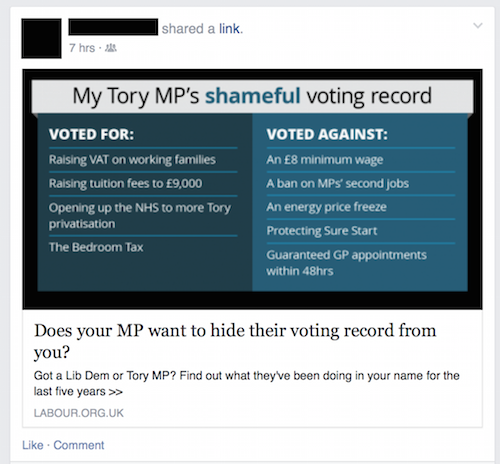 shared a link.
7 hrs ·
My Tory MP's shameful voting record
VOTED FOR:
Raising VAT on working families
Raising tuition fees to £9,000
Opening up the NHS to more Tory
privatisation
The Bedroom Tax
VOTED AGAINST:
An £8 minimum wage
A ban on MPs' second jobs
An energy price freeze
Protecting Sure Start
Guaranteed GP appointments
within 48hrs
Does your MP want to hide their voting record from
you?
Got a Lib Dem or Tory MP? Find out what they've been doing in your name for the
last five years >>
LABOUR.ORG.UK
Like · Comment